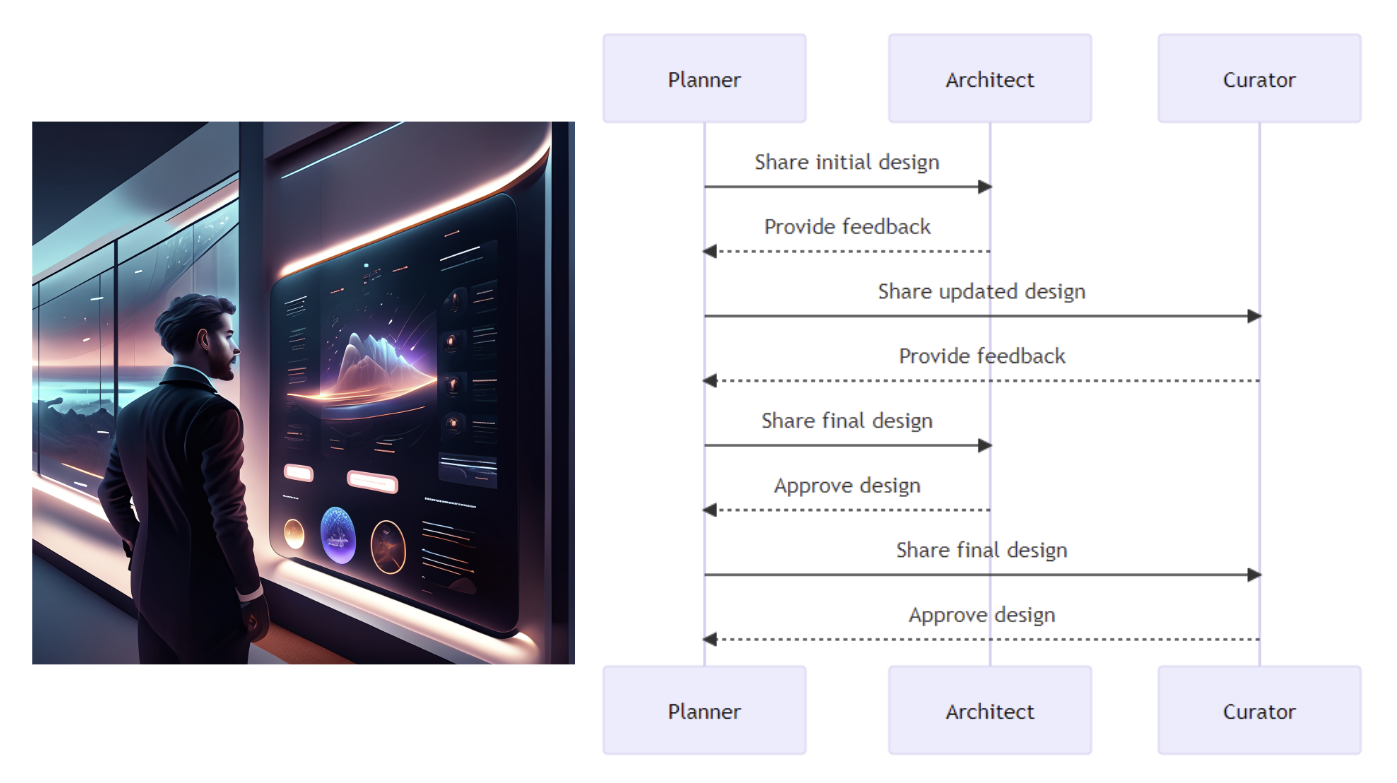 Planner
Architect
Curator
Share initial design
Provide feedback
Share updated design
Provide feedback
Share final design
Approve design
Share final design
Approve design
Planner
Architect
Curator